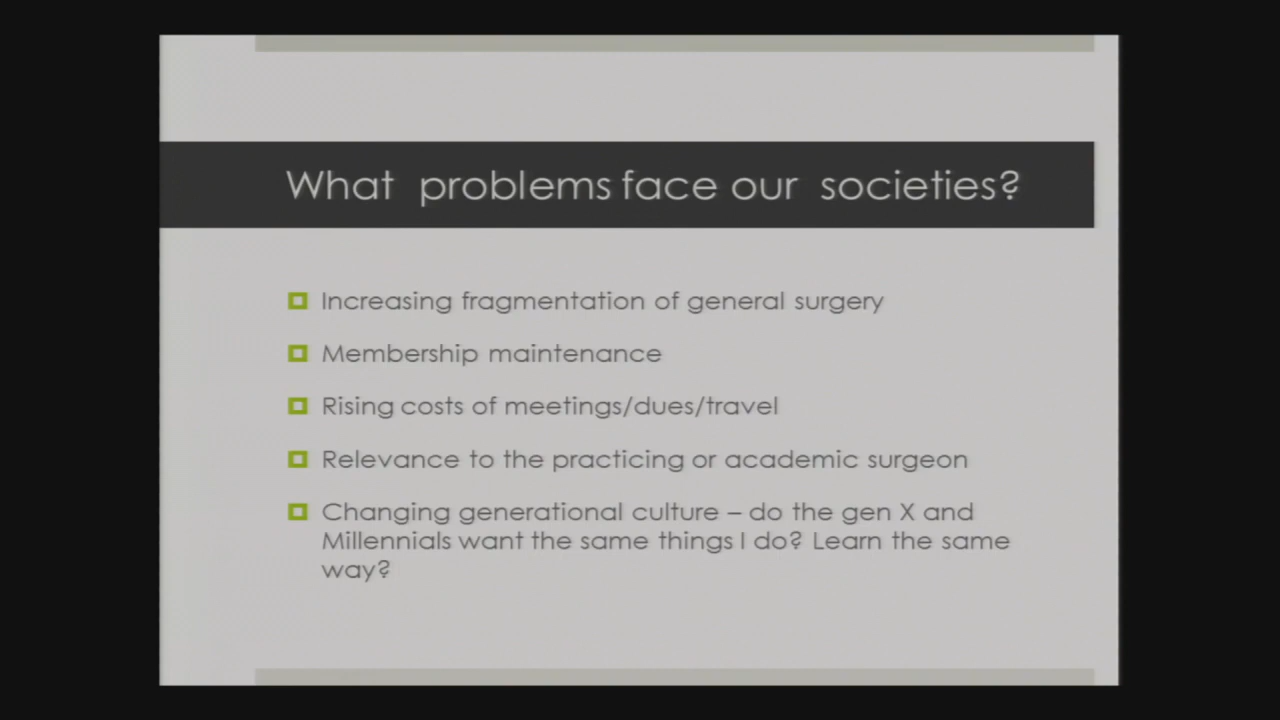 What problems face our societies?
Increasing fragmentation of general surgery
Membership maintenance
Rising costs of meetings/dues/travel
Relevance to the practicing or academic surgeon
Changing generational culture – do the gen X and
Millennials want the same things I do? Learn the same
way?